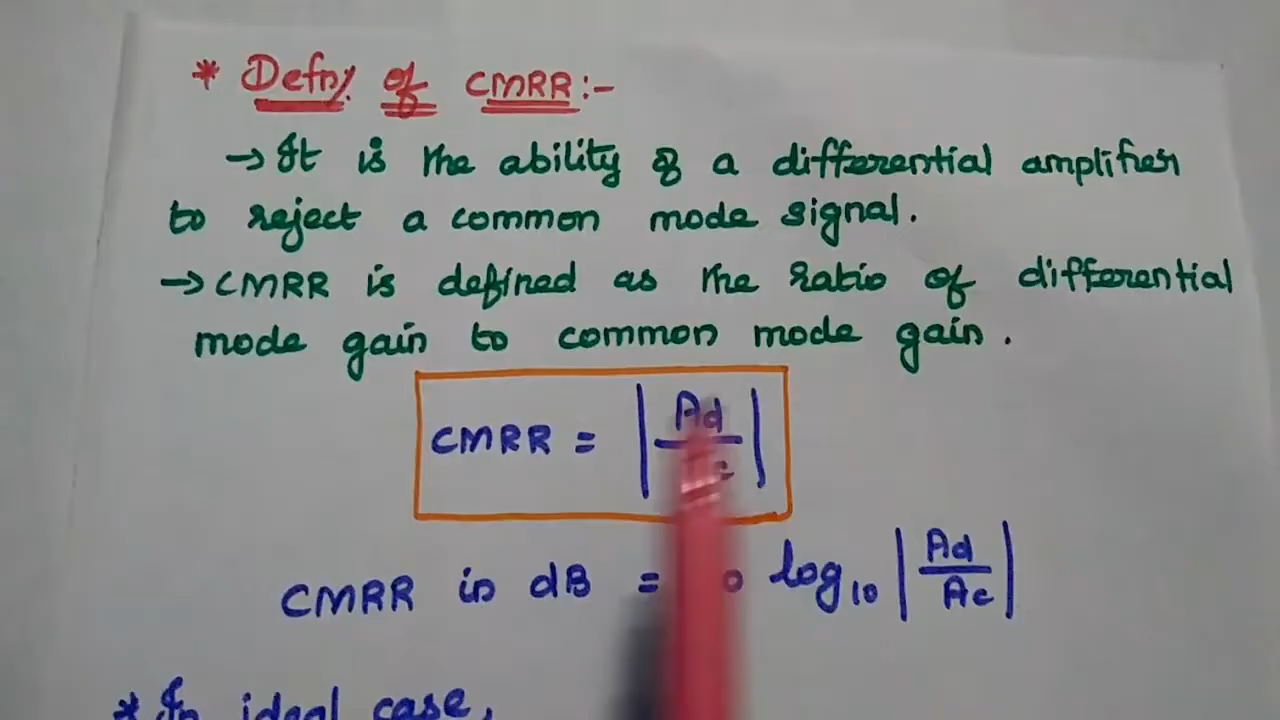 * Defn/ of CMRR:-
→ It is the ability of a differential amplifier
to reject a common mode signal.
→ CMRR is defined as the ratio of differential
mode gain to common mode gain.
CMRR = | Ad / c |
CMRR in dB = 0 log₁₀ | Ad / Ac |
* In ideal case,